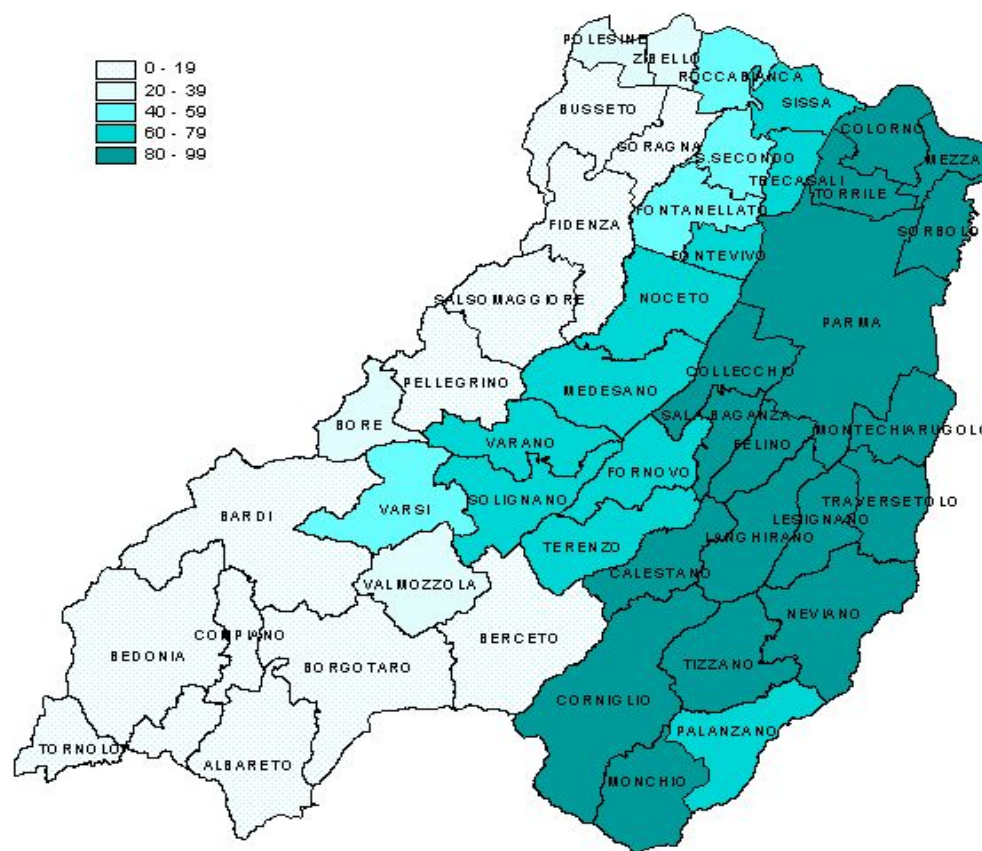 0 - 19
20 - 39
40 - 59
60 - 79
80 - 99
POLESINE
ZIBELLO
ROCCABIANCA
BUSSETO
SISSA
SORAGNA
COLORNO
S.SECONDO
MEZZA
TRECASALI
TORRILE
FONTANELLATO
FIDENZA
SORBOLO
FONTEVIVO
SALSOMAGGIORE
NOCETO
PARMA
COLLECCHIO
PELLEGRINO
MEDESANO
SALA BAGANZA
BORE
MONTECHIARUGOLO
VARANO
FELINO
FORNOVO
SOLIGNANO
TRAVERSETOLO
VARSI
BARDI
LESIGNANO
LANGHIRANO
TERENZO
CALESTANO
VALMOZZOLA
NEVIANO
COMPIANO
BERCETO
BEDONIA
BORGOTARO
TIZZANO
CORNIGLIO
PALANZANO
TORNOLO
ALBARETO
MONCHIO